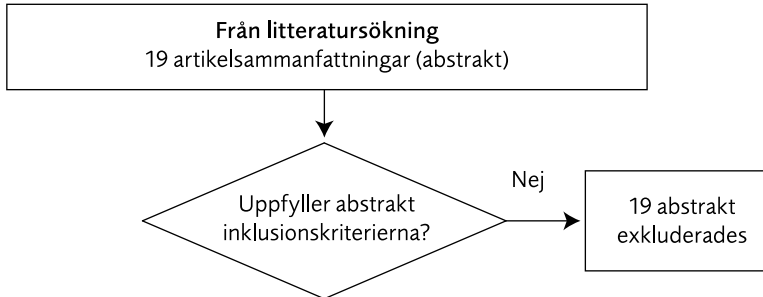 Från litteratursökning
19 artikelsammanfattningar (abstrakt)
Uppfyller abstrakt
inklusionskriterierna?
Nej
19 abstrakt
exkluderades